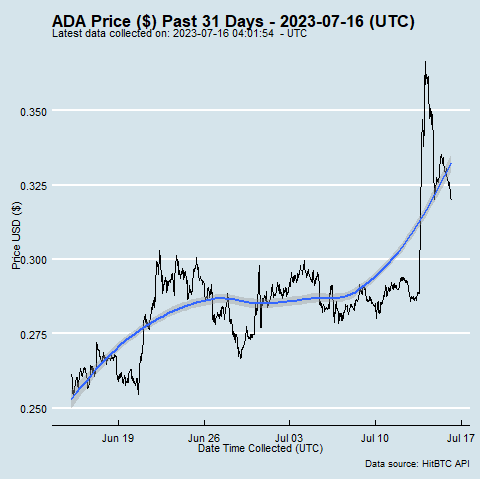 ADA Price ($) Past 31 Days - 2023-07-16 (UTC)
Latest data collected on: 2023-07-16 04:01:54 - UTC
0.350
0.325
0.300
0.275
0.250
Price USD ($)
Jun 19 Jun 26 Jul 03 Jul 10 Jul 17
Date Time Collected (UTC)
Data source: HitBTC API